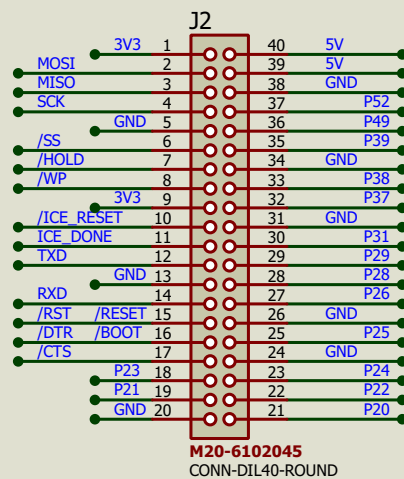 J2
3V3 1 40 5V
MOSI 2 39 5V
MISO 3 38 GND
SCK 4 37 P52
GND 5 36 P49
/SS 6 35 P39
/HOLD 7 34 GND
/WP 8 33 P38
3V3 9 32 P37
/ICE_RESET 10 31 GND
ICE_DONE 11 30 P31
TXD 12 29 P29
GND 13 28 P28
RXD 14 27 P26
/RST /RESET 15 26 GND
/DTR /BOOT 16 25 P25
/CTS 17 24 GND
P23 18 23 P24
P21 19 22 P22
GND 20 21 P20
M20-6102045
CONN-DIL40-ROUND